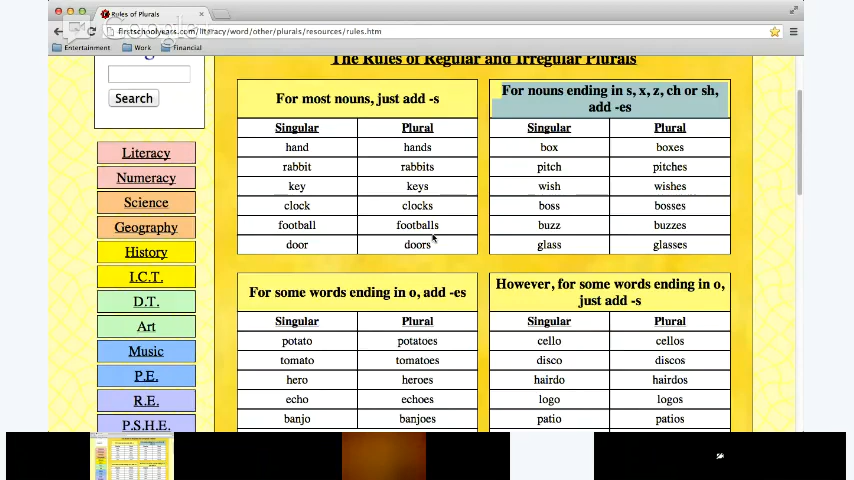 Rules of Plurals
Google
firstschoolyears.com/literacy/word/other/plurals/resources/rules.htm
Entertainment Work Financial
The Rules of Regular and Irregular Plurals
Search
Literacy
Numeracy
Science
Geography
History
I.C.T.
D.T.
Art
Music
P.E.
R.E.
P.S.H.E.
For most nouns, just add -s
Singular Plural
hand hands
rabbit rabbits
key keys
clock clocks
football footballs
door doors
For nouns ending in s, x, z, ch or sh,
add -es
Singular Plural
box boxes
pitch pitches
wish wishes
boss bosses
buzz buzzes
glass glasses
For some words ending in o, add -es
Singular Plural
potato potatoes
tomato tomatoes
hero heroes
echo echoes
banjo banjoes
However, for some words ending in o,
just add -s
Singular Plural
cello cellos
disco discos
hairdo hairdos
logo logos
patio patios